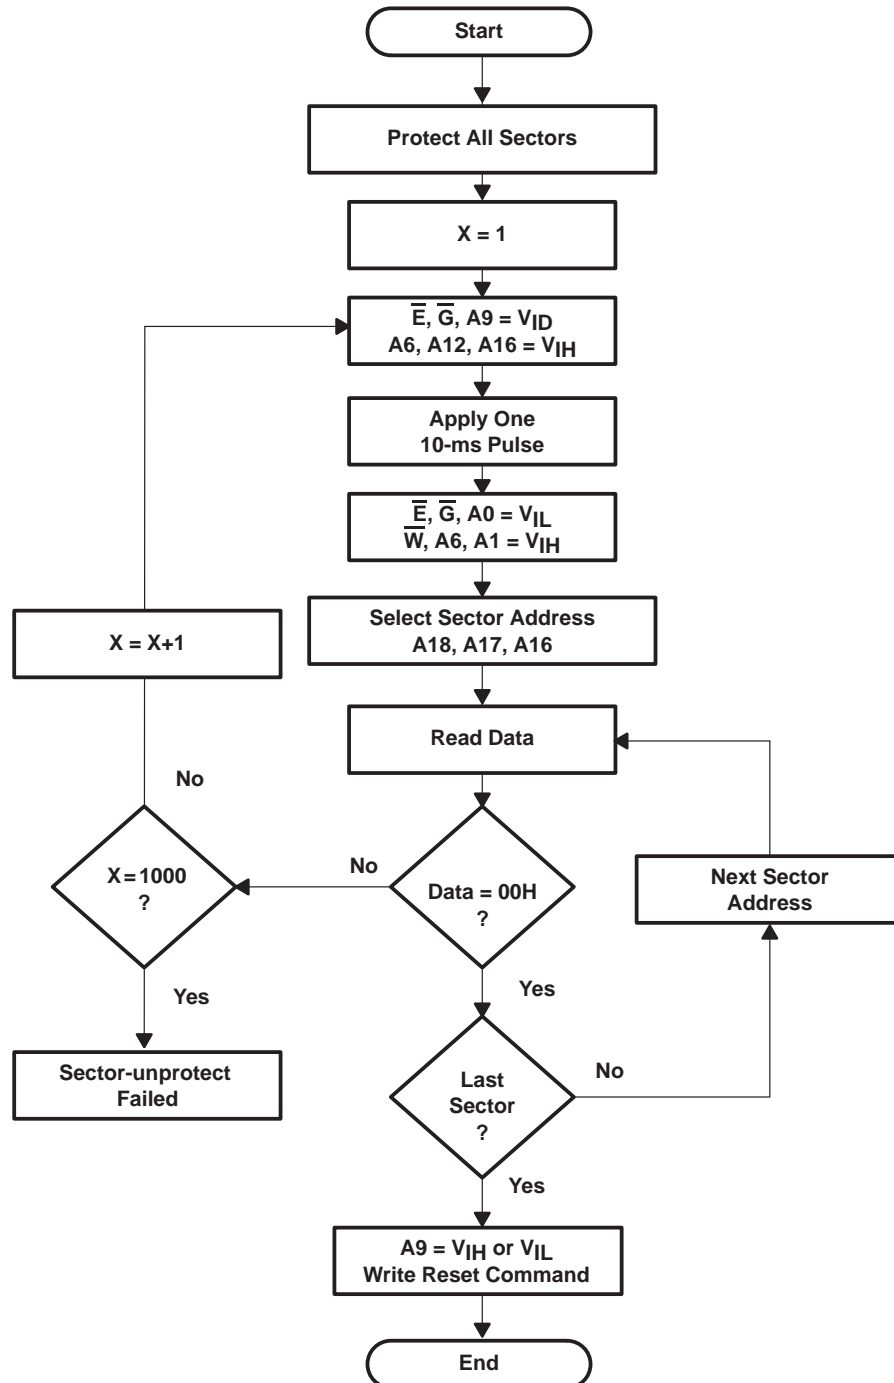 Start
Protect All Sectors
X = 1
E̅, G̅, A9 = VID
A6, A12, A16 = VIH
Apply One
10-ms Pulse
E̅, G̅, A0 = VIL
W̅, A6, A1 = VIH
X = X+1
Select Sector Address
A18, A17, A16
Read Data
No
X = 1000
?
No
Data = 00H
?
Next Sector
Address
Yes
Yes
Sector-unprotect
Failed
Last
Sector
?
No
Yes
A9 = VIH or VIL
Write Reset Command
End